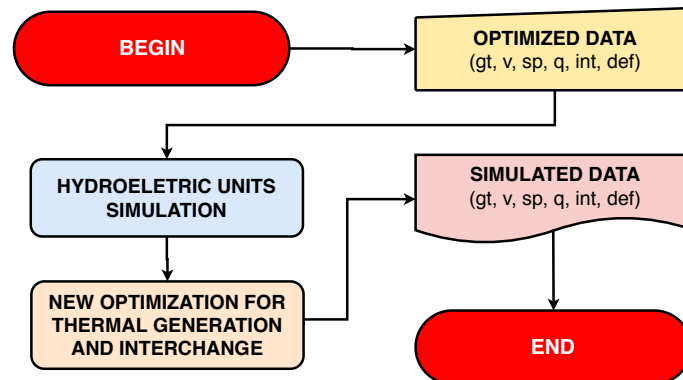 BEGIN
OPTIMIZED DATA
(gt, v, sp, q, int, def)
HYDROELETRIC UNITS
SIMULATION
NEW OPTIMIZATION FOR
THERMAL GENERATION
AND INTERCHANGE
SIMULATED DATA
(gt, v, sp, q, int, def)
END